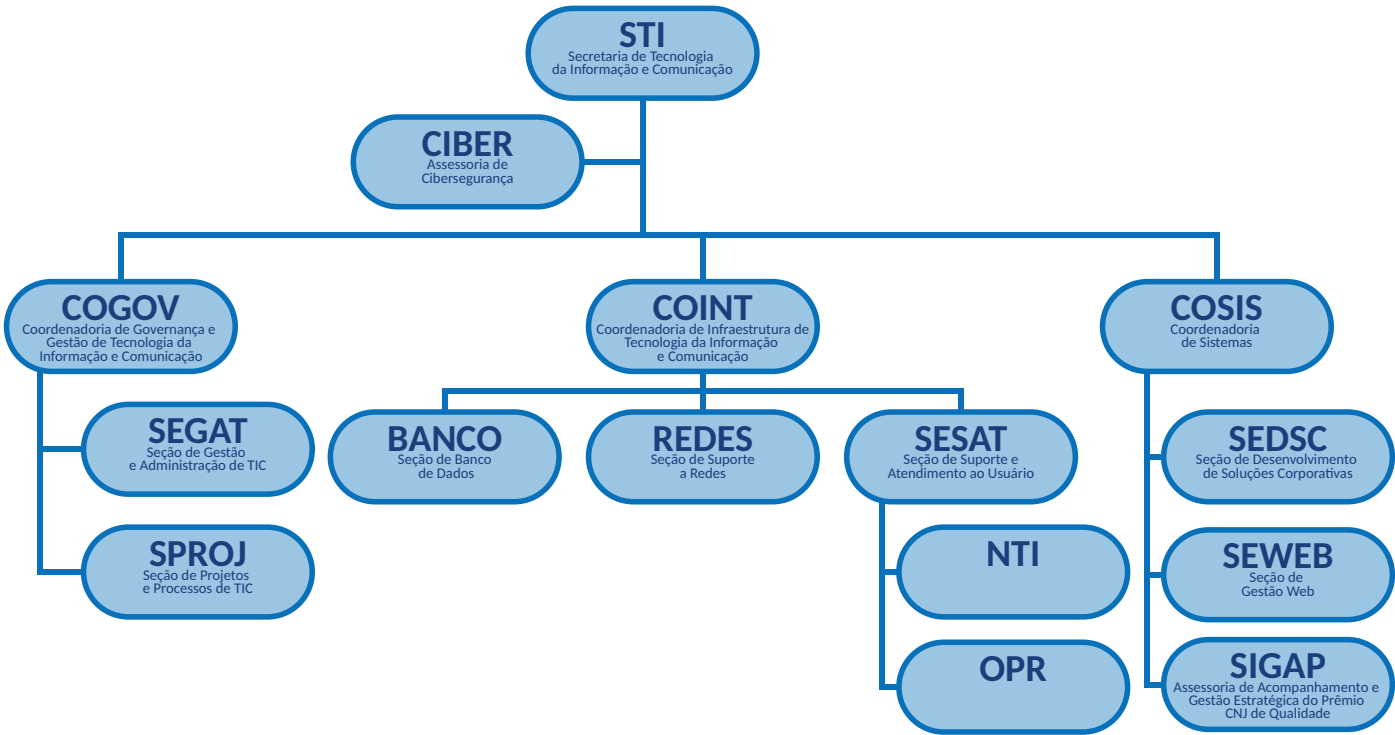 STI
Secretaria de Tecnologia
da Informação e Comunicação
CIBER
Assessoria de
Cibersegurança
COGOV
Coordenadoria de Governança e
Gestão de Tecnologia da
Informação e Comunicação
COINT
Coordenadoria de Infraestrutura de
Tecnologia da Informação
e Comunicação
COSIS
Coordenadoria
de Sistemas
SEGAT
Seção de Gestão
e Administração de TIC
BANCO
Seção de Banco
de Dados
REDES
Seção de Suporte
a Redes
SESAT
Seção de Suporte e
Atendimento ao Usuário
SEDSC
Seção de Desenvolvimento
de Soluções Corporativas
SPROJ
Seção de Projetos
e Processos de TIC
NTI
SEWEB
Seção de
Gestão Web
OPR
SIGAP
Assessoria de Acompanhamento e
Gestão Estratégica do Prêmio
CNJ de Qualidade